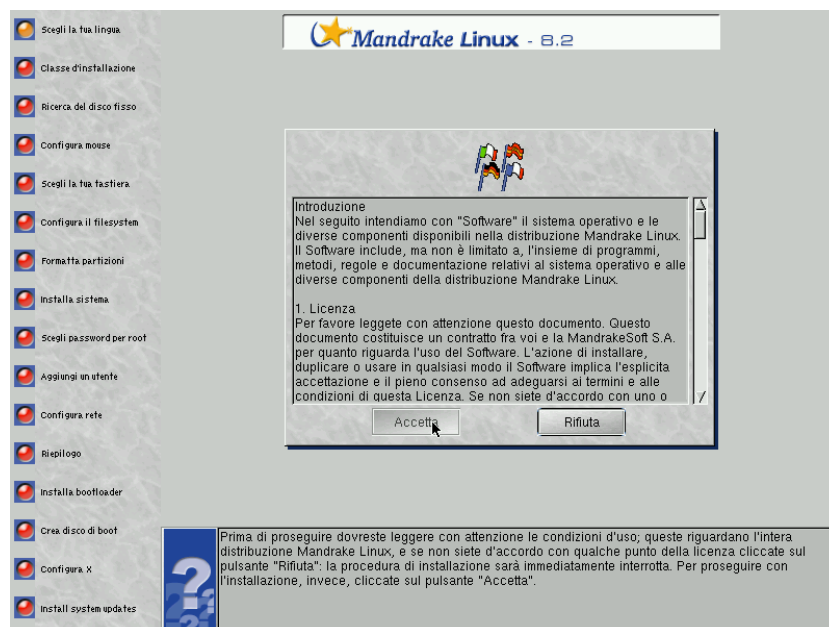 Scegli la tua lingua
Classe d'installazione
Ricerca del disco fisso
Configura mouse
Scegli la tua tastiera
Configura il filesystem
Formatta partizioni
Installa sistema
Scegli password per root
Aggiungi un utente
Configura rete
Riepilogo
Installa bootloader
Crea disco di boot
Configura X
Install system updates
Mandrake Linux - 8.2
Introduzione
Nel seguito intendiamo con "Software" il sistema operativo e le
diverse componenti disponibili nella distribuzione Mandrake Linux.
Il Software include, ma non è limitato a, l'insieme di programmi,
metodi, regole e documentazione relativi al sistema operativo e alle
diverse componenti della distribuzione Mandrake Linux.
1. Licenza
Per favore leggete con attenzione questo documento. Questo
documento costituisce un contratto fra voi e la MandrakeSoft S.A.
per quanto riguarda l'uso del Software. L'azione di installare,
duplicare o usare in qualsiasi modo il Software implica l'esplicita
accettazione e il pieno consenso ad adeguarsi ai termini e alle
condizioni di questa Licenza. Se non siete d'accordo con uno o
Accetta
Rifiuta
Prima di proseguire dovreste leggere con attenzione le condizioni d'uso; queste riguardano l'intera
distribuzione Mandrake Linux, e se non siete d'accordo con qualche punto della licenza cliccate sul
pulsante "Rifiuta": la procedura di installazione sarà immediatamente interrotta. Per proseguire con
l'installazione, invece, cliccate sul pulsante "Accetta".